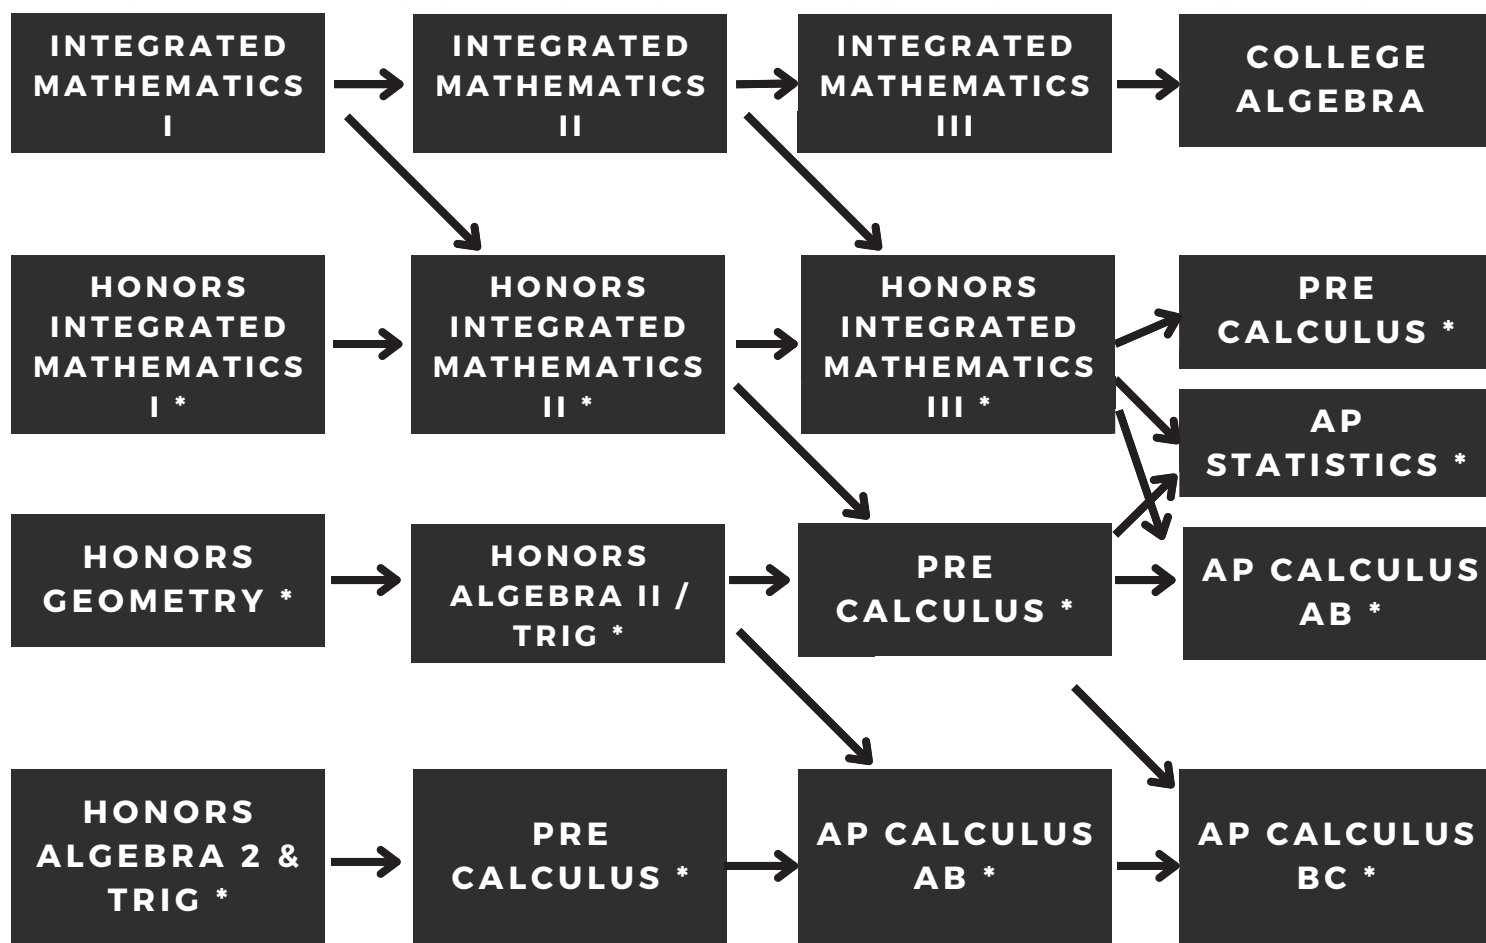 INTEGRATED
MATHEMATICS
I
INTEGRATED
MATHEMATICS
II
INTEGRATED
MATHEMATICS
III
COLLEGE
ALGEBRA
HONORS
INTEGRATED
MATHEMATICS
I *
HONORS
INTEGRATED
MATHEMATICS
II *
HONORS
INTEGRATED
MATHEMATICS
III *
PRE
CALCULUS *
AP
STATISTICS *
HONORS
GEOMETRY *
HONORS
ALGEBRA II /
TRIG *
PRE
CALCULUS *
AP CALCULUS
AB *
HONORS
ALGEBRA 2 &
TRIG *
PRE
CALCULUS *
AP CALCULUS
AB *
AP CALCULUS
BC *